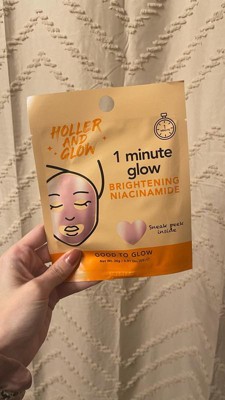 HOLLER
AND
GLOW
1 minute
glow
BRIGHTENING
NIACINAMIDE
Sneak peek
inside
GOOD TO GLOW